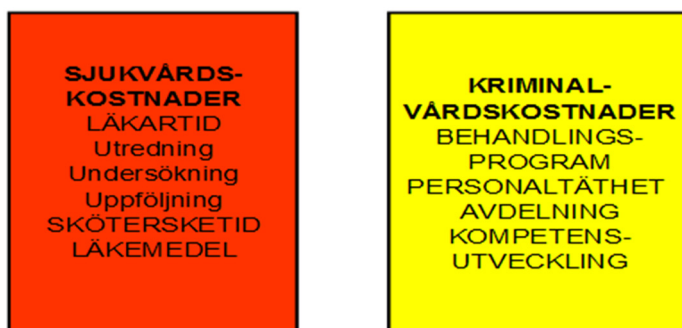 SJUKVÅRDS-
KOSTNADER
LÄKARTID
Utredning
Undersökning
Uppföljning
SKÖTERSKETID
LÄKEMEDEL
KRIMINAL-
VÅRDSKOSTNADER
BEHANDLINGS-
PROGRAM
PERSONALTÄTHET
AVDELNING
KOMPETENS-
UTVECKLING